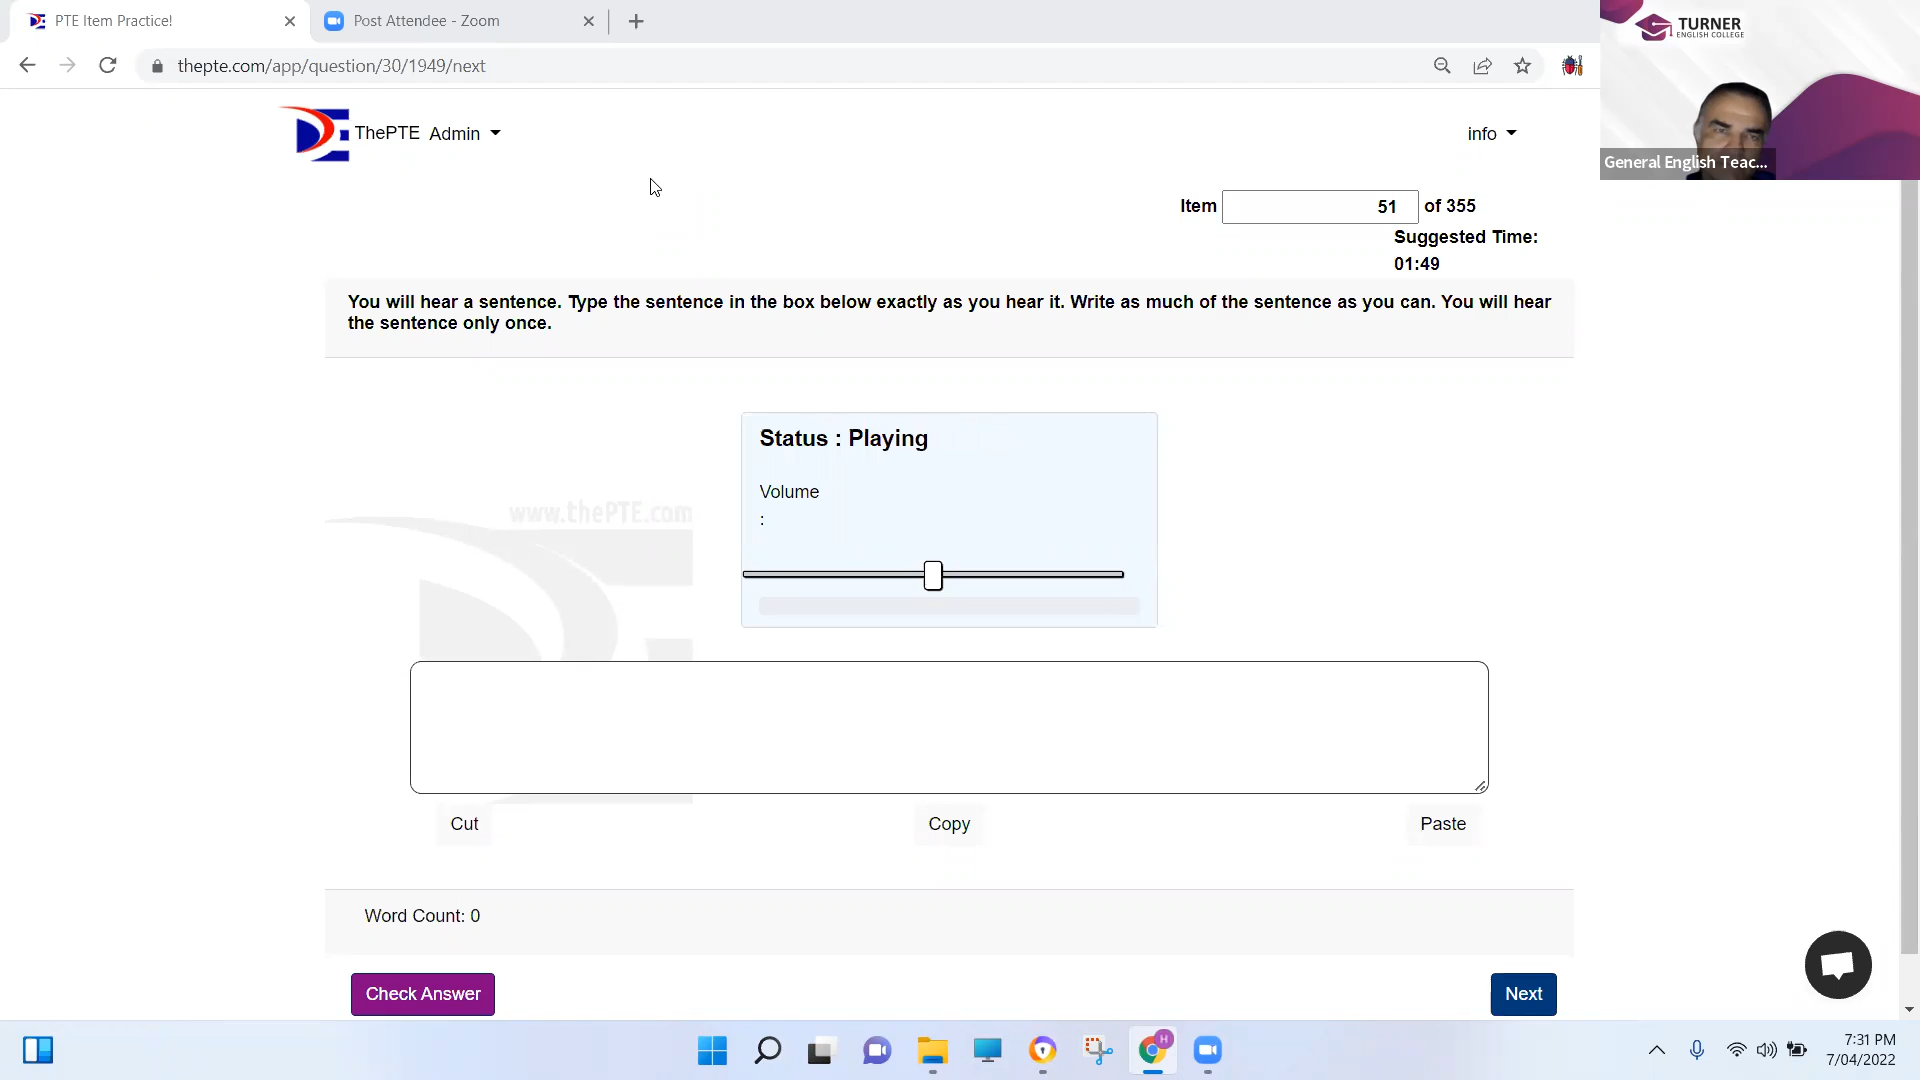 PTE Item Practice!
Post Attendee - Zoom
thepte.com/app/question/30/1949/next
TURNER
ENGLISH COLLEGE
General English Teac...
ThePTE Admin
info
Item 51 of 355
Suggested Time:
01:49
You will hear a sentence. Type the sentence in the box below exactly as you hear it. Write as much of the sentence as you can. You will hear
the sentence only once.
Status : Playing
Volume
:
www.thePTE.com
Cut
Copy
Paste
Word Count: 0
Check Answer
Next
H
7:31 PM
7/04/2022